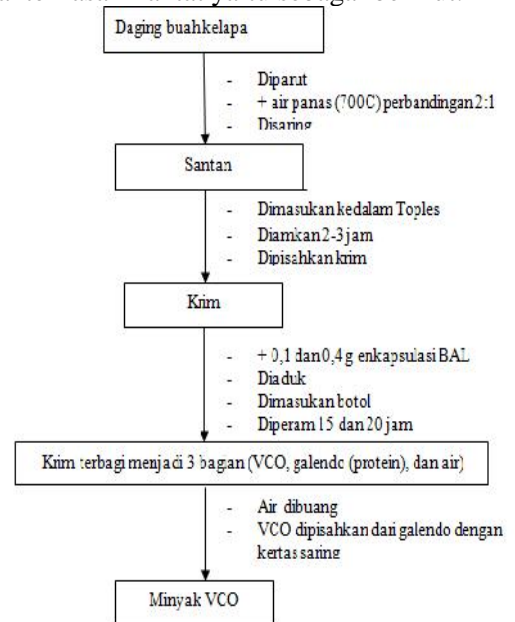 Daging buah kelapa
- Diparut
- + air panas (700C) perbandingan 2:1
- Disaring
Santan
- Dimasukan kedalam Toples
- Diamkan 2-3 jam
- Dipisahkan krim
Krim
- + 0,1 dan 0,4 g enkapsulasi BAL
- Diaduk
- Dimasukan botol
- Diperam 15 dan 20 jam
Krim terbagi menjadi 3 bagian (VCO, galendo (protein), dan air)
- Air dibuang
- VCO dipisahkan dari galendo dengan
kertas saring
Minyak VCO